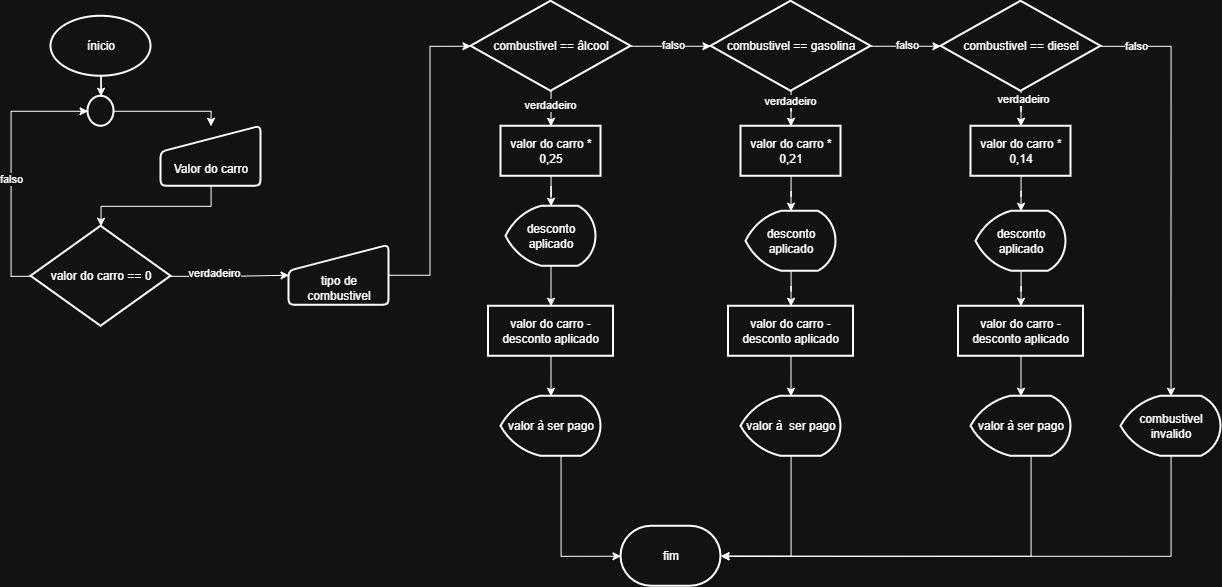 ínicio
Valor do carro
falso
valor do carro == 0
verdadeiro
tipo de
combustivel
combustivel == âlcool
falso
combustivel == gasolina
falso
combustivel == diesel
falso
verdadeiro
verdadeiro
verdadeiro
valor do carro *
0,25
valor do carro *
0,21
valor do carro *
0,14
desconto
aplicado
desconto
aplicado
desconto
aplicado
valor do carro -
desconto aplicado
valor do carro -
desconto aplicado
valor do carro -
desconto aplicado
valor à ser pago
valor à  ser pago
valor à ser pago
combustivel
invalido
fim